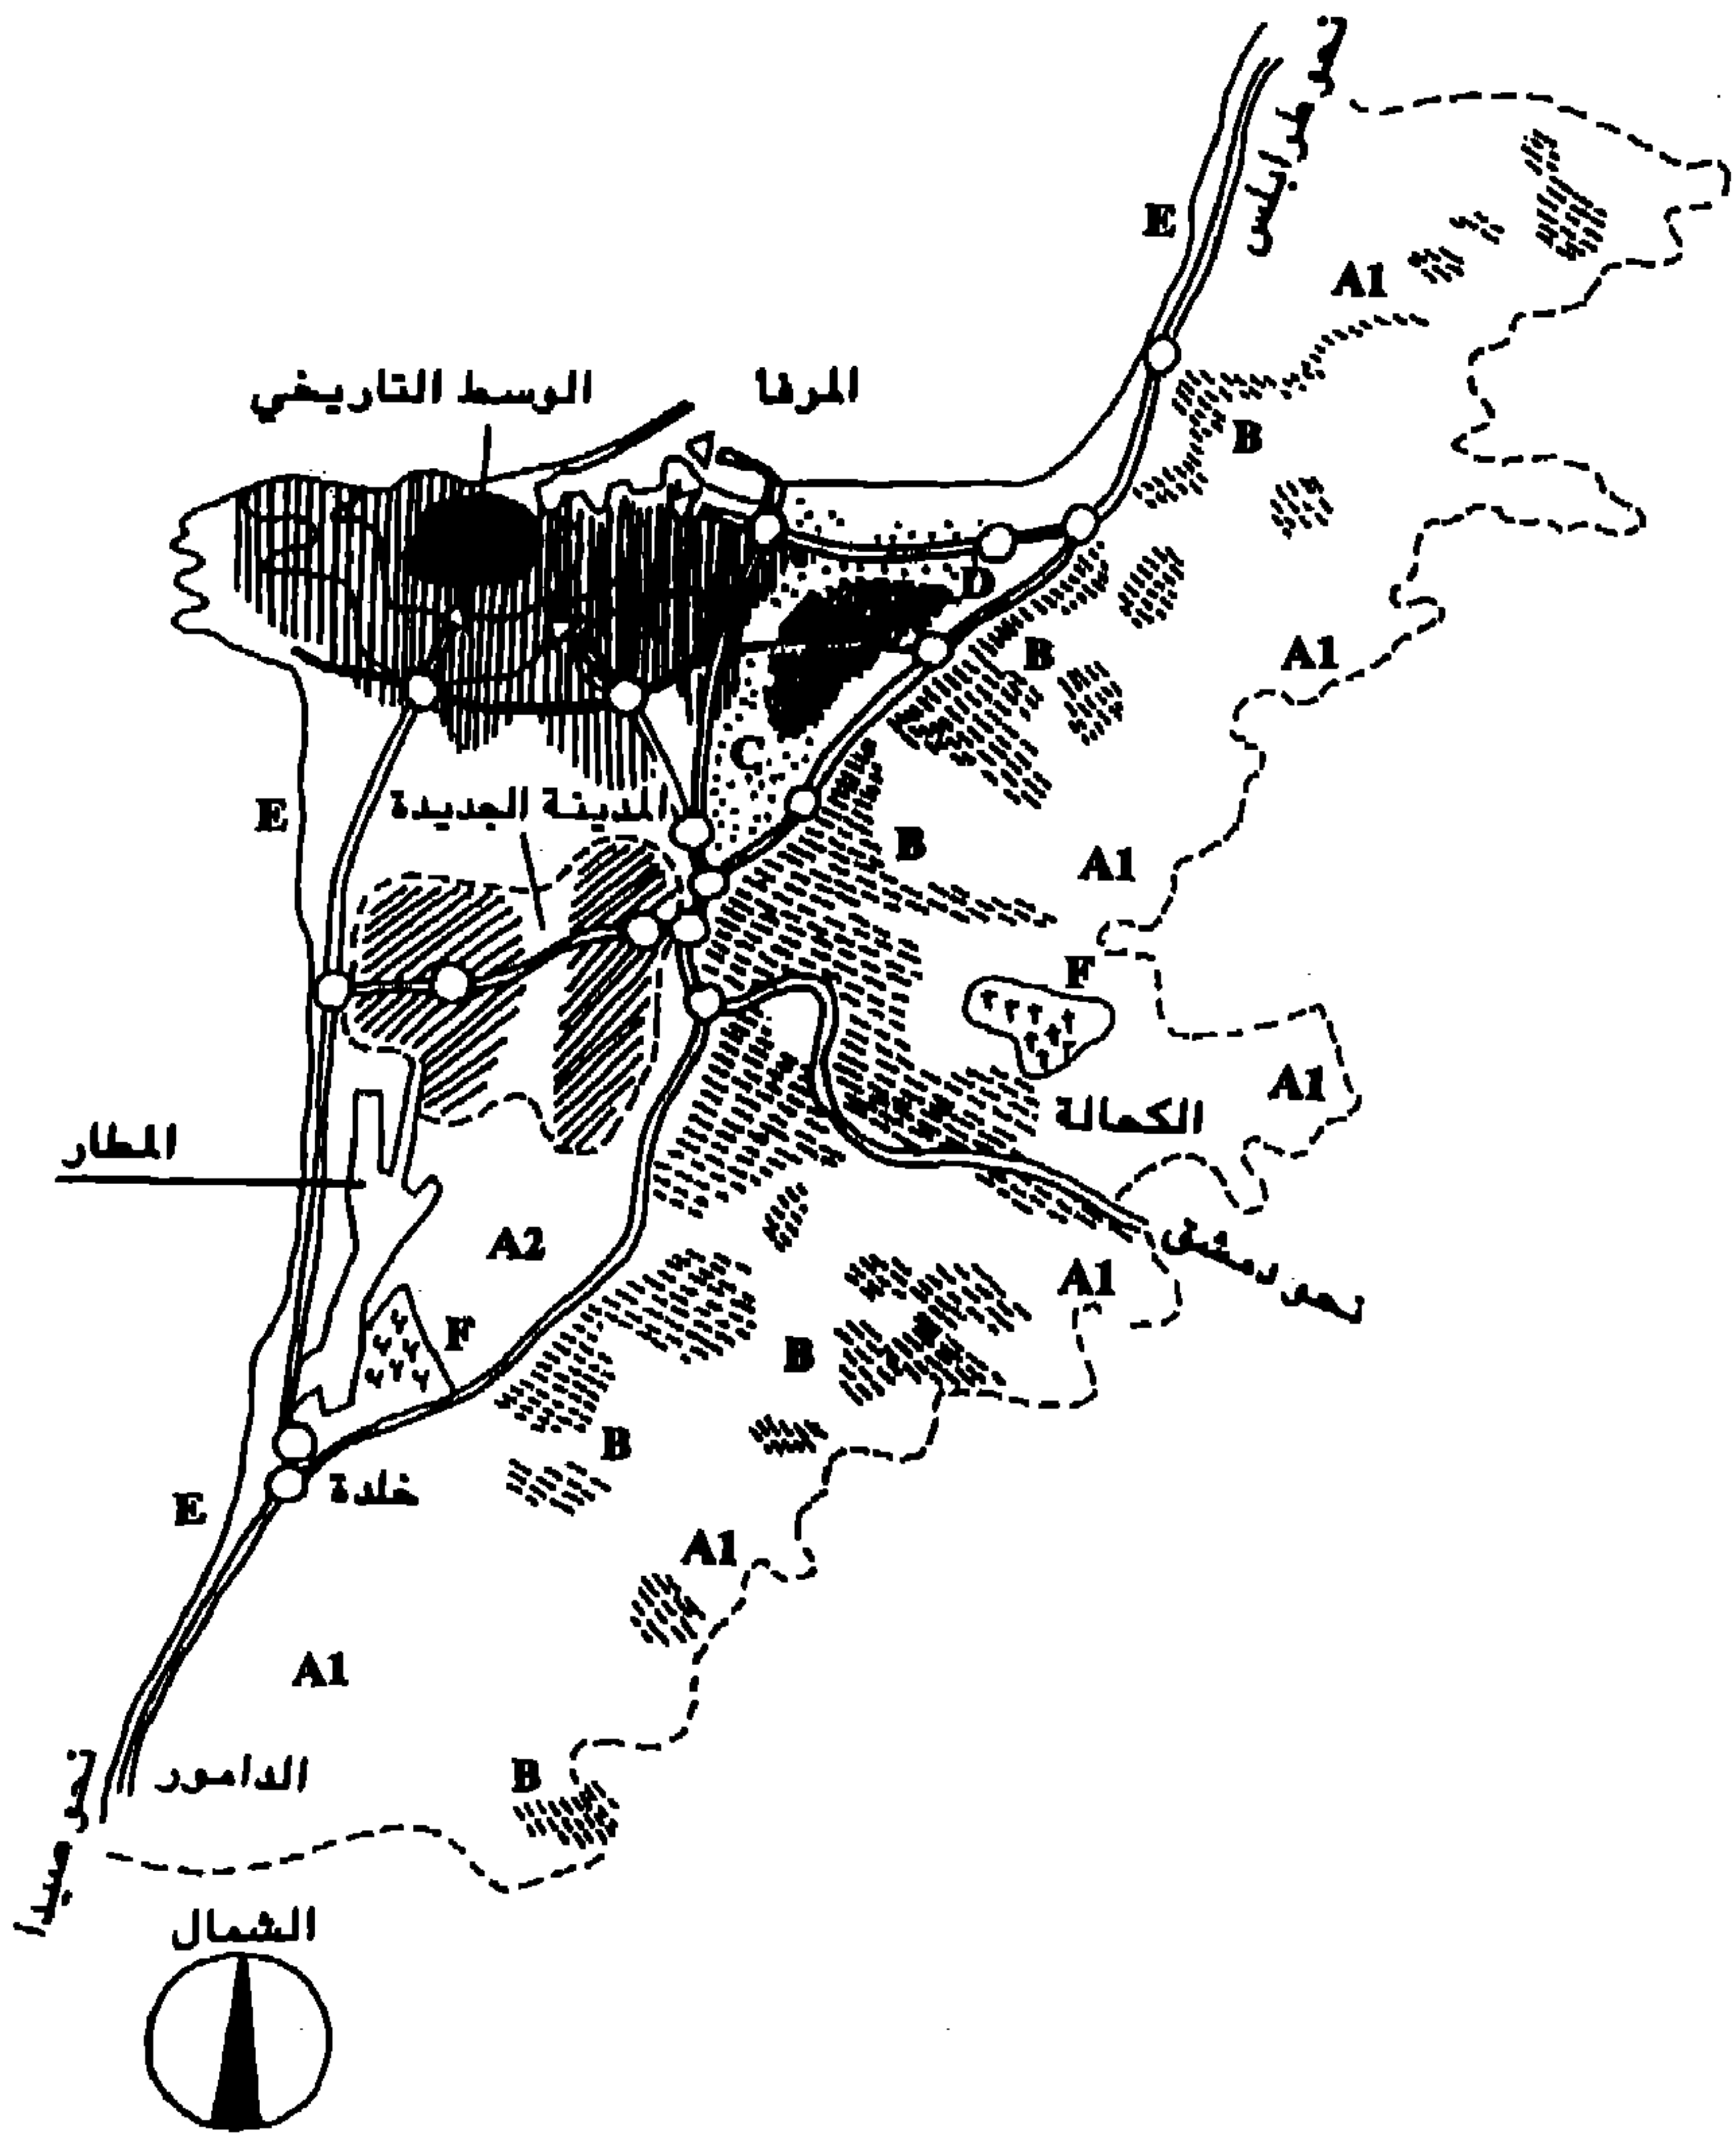 نحو طرابلس
E
A1
الوسط التاريخي
المرفا
B
D
B
A1
C
E
المدينة الجديدة
B
A1
F
A1
الكحالة
المطار
A2
نحو دمشق
A1
F
B
B
E
خلدة
A1
A1
الدامور
B
نحو صيدا
الشمال